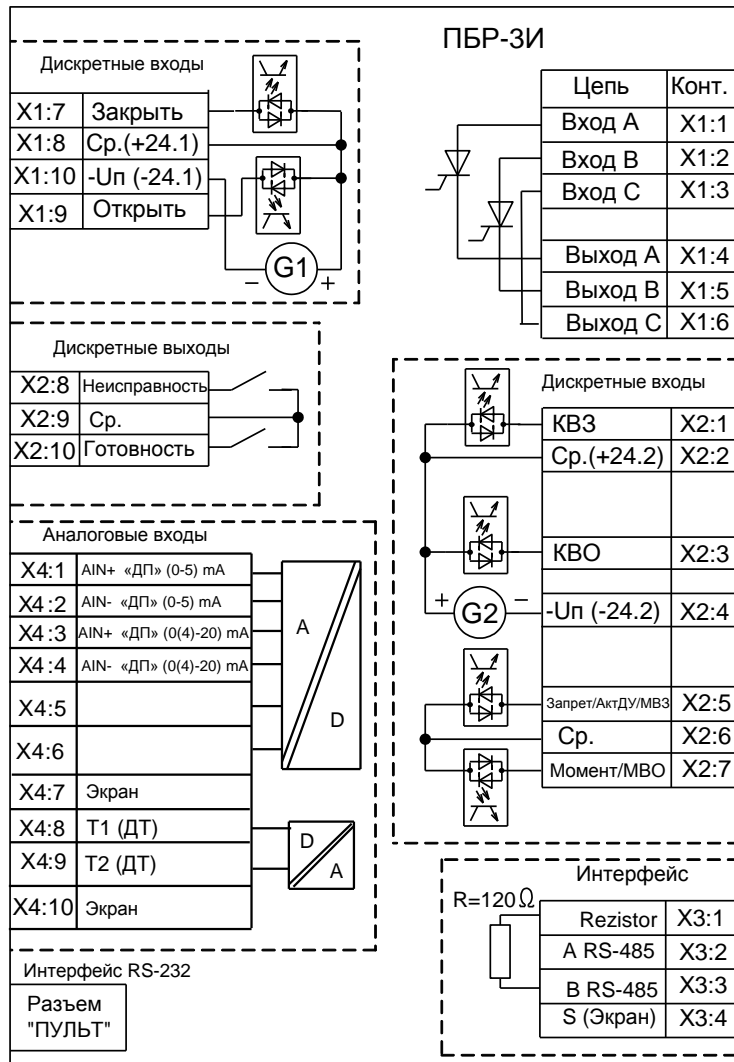 ПБР-3И
Дискретные входы
X1:7 Закрыть
X1:8 Ср.(+24.1)
X1:10 -Uп (-24.1)
X1:9 Открыть
G1
− +
Дискретные выходы
X2:8 Неисправность
X2:9 Ср.
X2:10 Готовность
Аналоговые входы
X4:1 AIN+ «ДП» (0-5) mA
X4:2 AIN- «ДП» (0-5) mA
X4:3 AIN+ «ДП» (0(4)-20) mA
X4:4 AIN- «ДП» (0(4)-20) mA
X4:5
X4:6
X4:7 Экран
X4:8 Т1 (ДТ)
X4:9 Т2 (ДТ)
X4:10 Экран
A
D
D
A
Интерфейс RS-232
Разъем
"ПУЛЬТ"
Цепь Конт.
Вход А X1:1
Вход В X1:2
Вход С X1:3
Выход А X1:4
Выход В X1:5
Выход С X1:6
Дискретные входы
КВЗ X2:1
Ср.(+24.2) X2:2
КВО X2:3
+ G2 − -Uп (-24.2) X2:4
Запрет/АктДУ/МВЗ X2:5
Ср. X2:6
Момент/МВО X2:7
Интерфейс
R=120Ω
Rezistor X3:1
A RS-485 X3:2
B RS-485 X3:3
S (Экран) X3:4